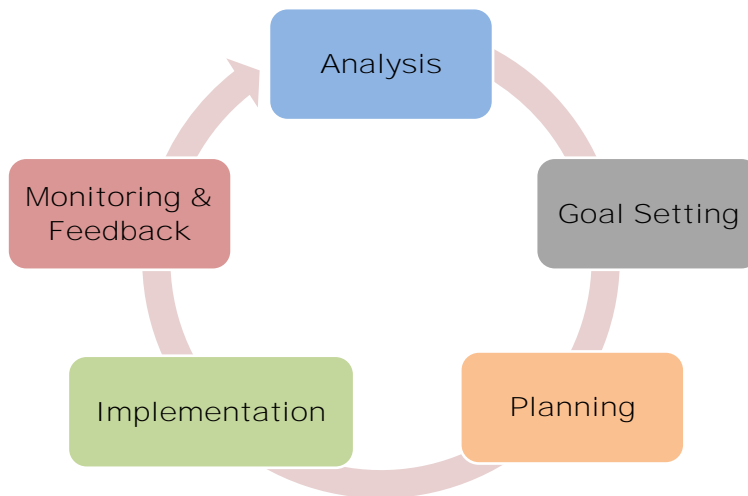 Analysis
Goal Setting
Planning
Implementation
Monitoring &
Feedback